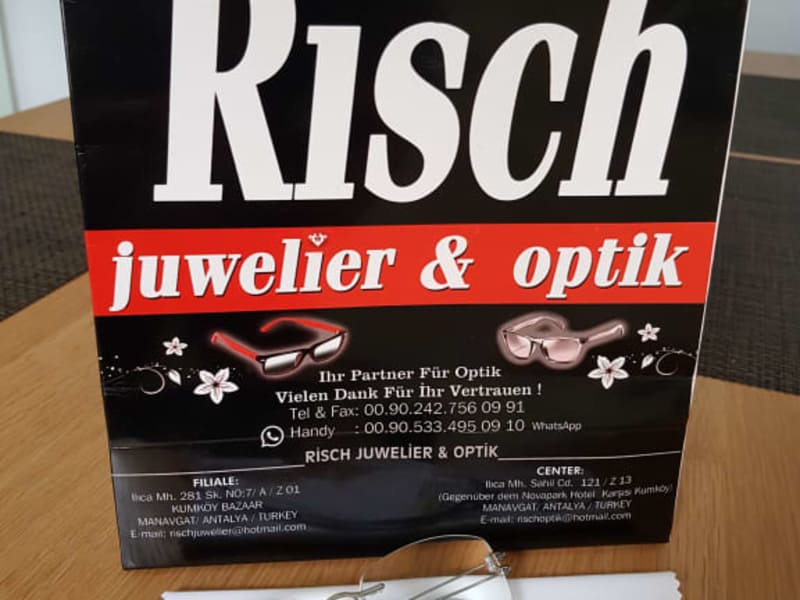 Risch
juwelier & optik
Ihr Partner Für Optik
Vielen Dank Für İhr Vertrauen !
Tel & Fax: 00.90.242.756 09 91
Handy : 00.90.533.495 09 10 WhatsApp
RİSCH JUWELİER & OPTİK
FILIALE:
Ilıca Mh. 281 Sk. NO:7/ A / Z 01
KUMKÖY BAZAAR
MANAVGAT/ ANTALYA / TURKEY
E-mail: rischjuwelier@hotmail.com
CENTER:
Ilıca Mh. Sahil Cd. 121 / Z 13
(Gegenüber dem Novapark Hotel Karşısı Kumköy)
MANAVGAT/ ANTALYA / TURKEY
E-mail: rischoptik@hotmail.com